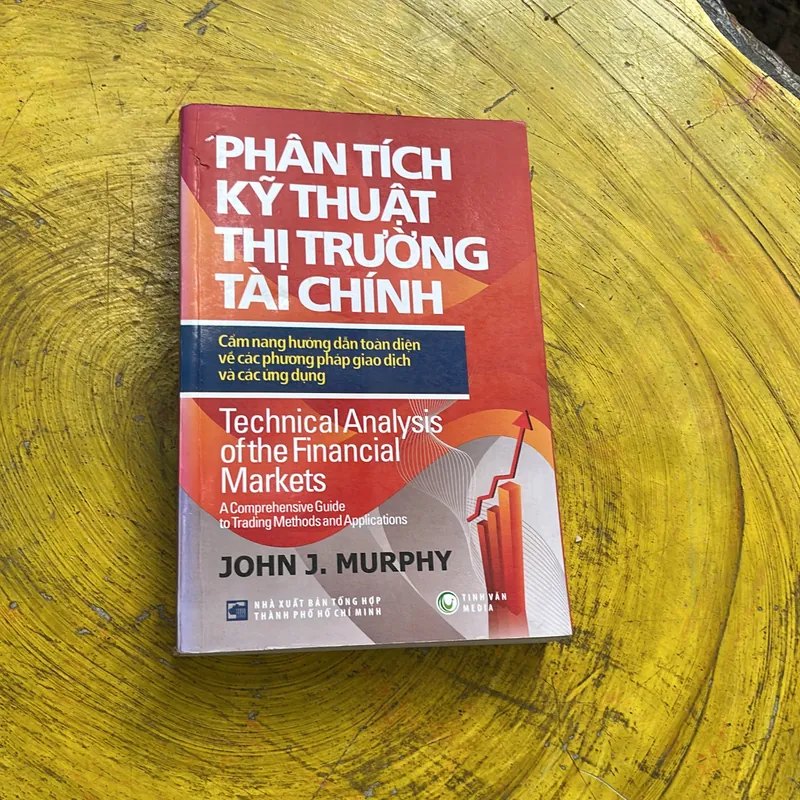 PHÂN TÍCH
KỸ THUẬT
THỊ TRƯỜNG
TÀI CHÍNH
Cẩm nang hướng dẫn toàn diện
về các phương pháp giao dịch
và các ứng dụng
Technical Analysis
of the Financial
Markets
A Comprehensive Guide
to Trading Methods and Applications
JOHN J. MURPHY
NHÀ XUẤT BẢN TỔNG HỢP
THÀNH PHỐ HỒ CHÍ MINH
TINH VĂN
MEDIA